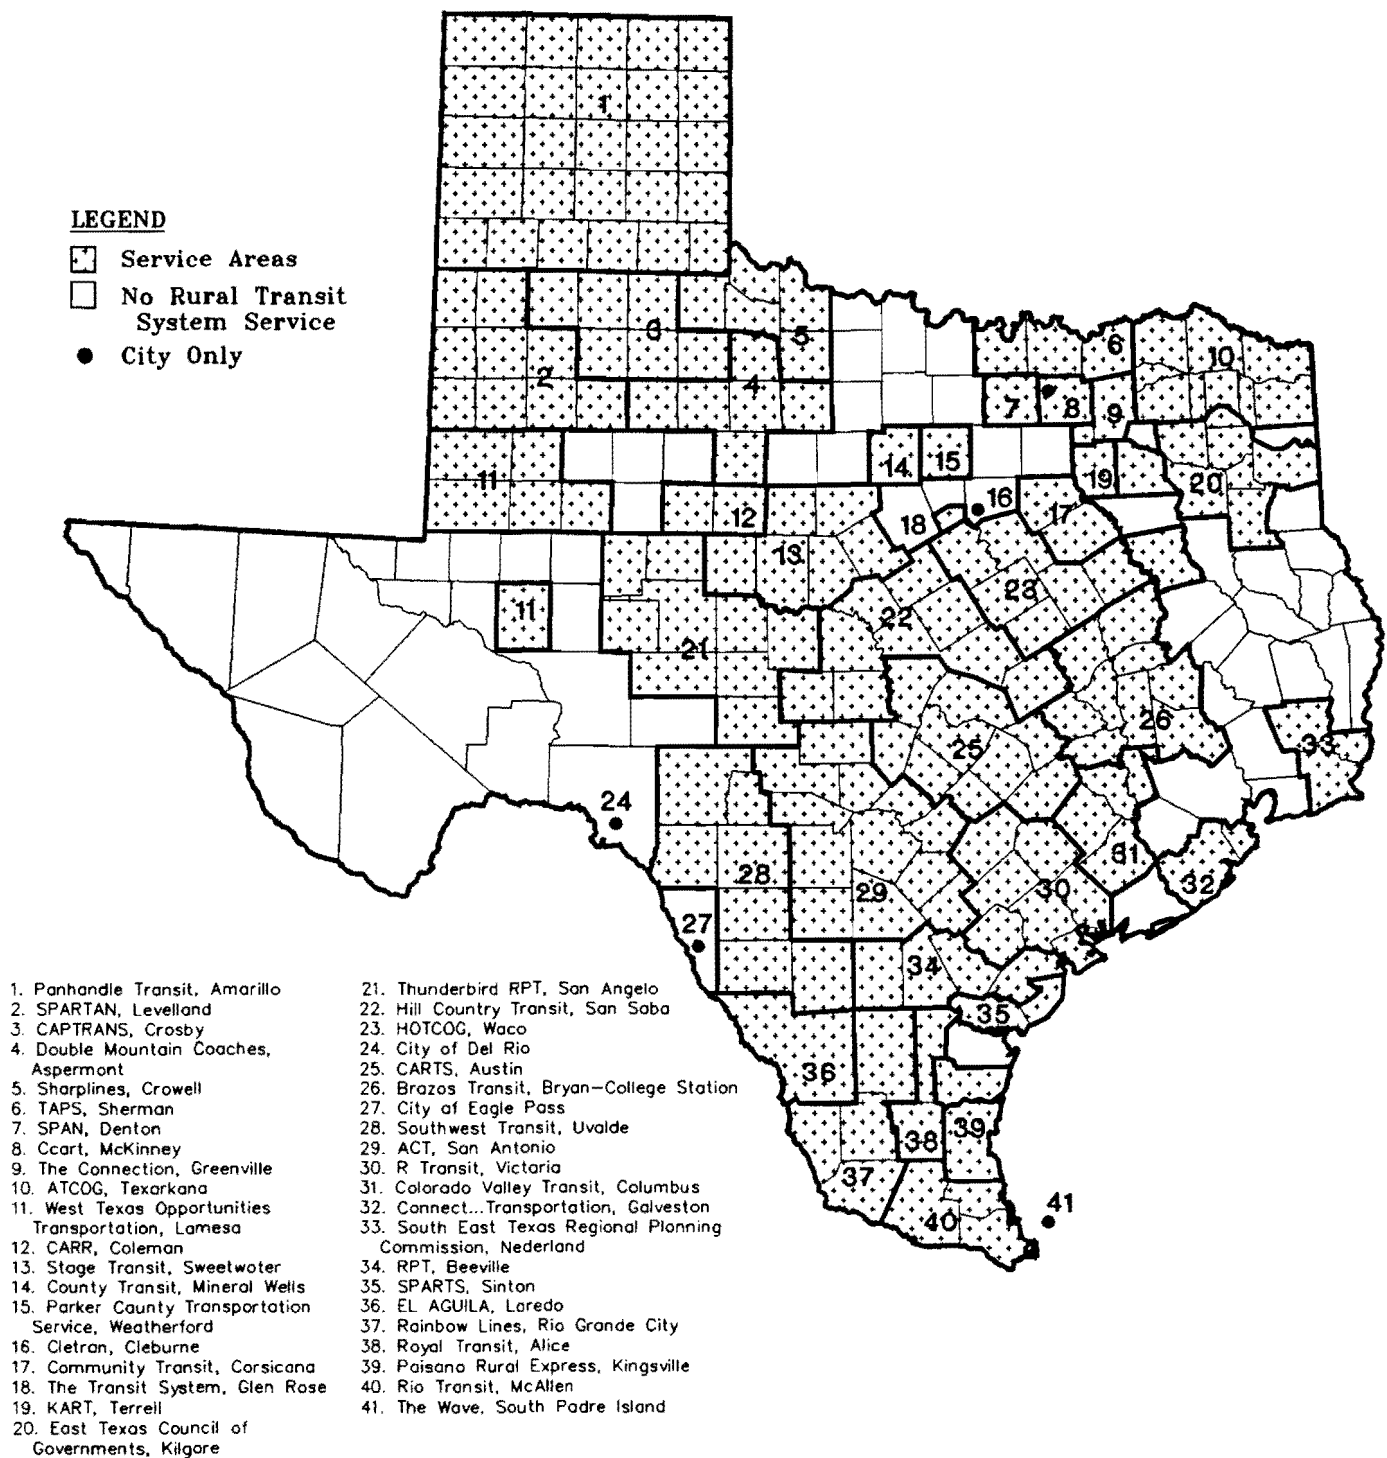 LEGEND
Service Areas
No Rural Transit
System Service
City Only
1
2
3
4
5
6
7
8
9
10
11
11
12
13
14
15
16
17
18
19
20
21
22
23
24
25
26
27
28
29
30
31
32
33
34
35
36
37
38
39
40
41
1. Panhandle Transit, Amarillo
2. SPARTAN, Levelland
3. CAPTRANS, Crosby
4. Double Mountain Coaches,
Aspermont
5. Sharplines, Crowell
6. TAPS, Sherman
7. SPAN, Denton
8. Ccart, McKinney
9. The Connection, Greenville
10. ATCOG, Texarkana
11. West Texas Opportunities
Transportation, Lamesa
12. CARR, Coleman
13. Stage Transit, Sweetwater
14. County Transit, Mineral Wells
15. Parker County Transportation
Service, Weatherford
16. Cletran, Cleburne
17. Community Transit, Corsicana
18. The Transit System, Glen Rose
19. KART, Terrell
20. East Texas Council of
Governments, Kilgore
21. Thunderbird RPT, San Angelo
22. Hill Country Transit, San Saba
23. HOTCOG, Waco
24. City of Del Rio
25. CARTS, Austin
26. Brazos Transit, Bryan-College Station
27. City of Eagle Pass
28. Southwest Transit, Uvalde
29. ACT, San Antonio
30. R Transit, Victoria
31. Colorado Valley Transit, Columbus
32. Connect...Transportation, Galveston
33. South East Texas Regional Planning
Commission, Nederland
34. RPT, Beeville
35. SPARTS, Sinton
36. EL AGUILA, Laredo
37. Rainbow Lines, Rio Grande City
38. Royal Transit, Alice
39. Paisano Rural Express, Kingsville
40. Rio Transit, McAllen
41. The Wave, South Padre Island